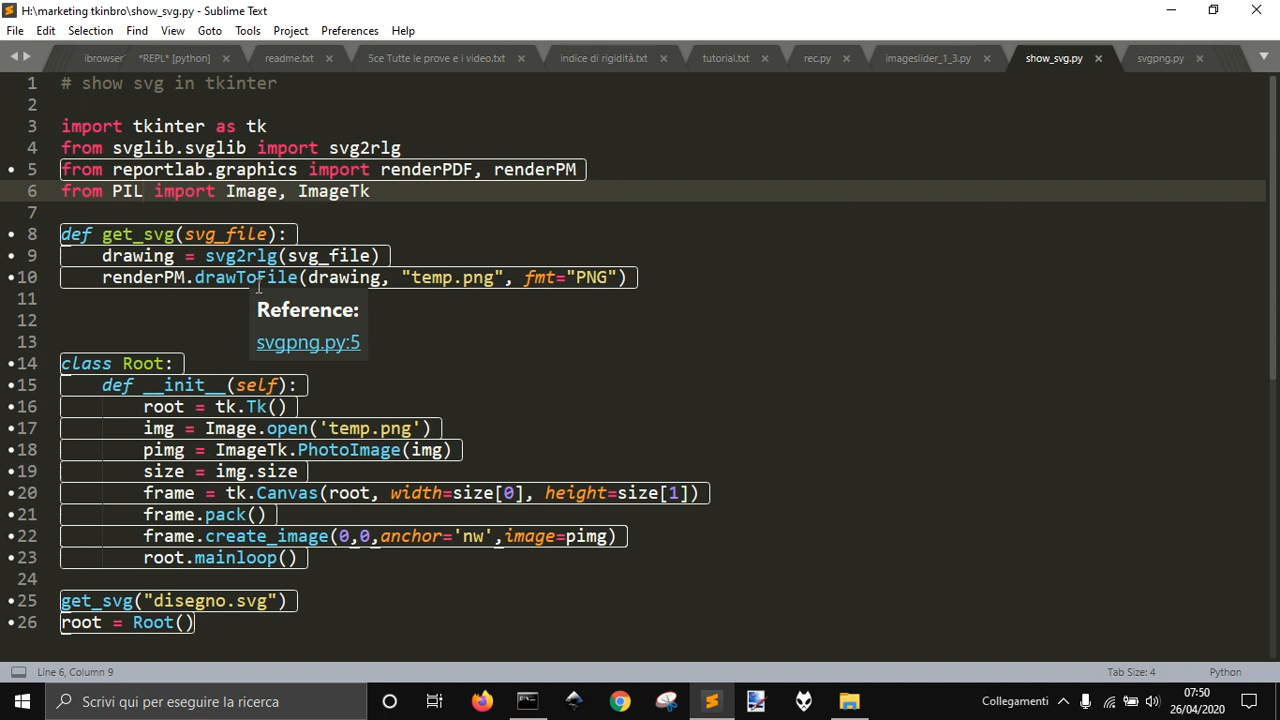 H:\marketing tkinbro\show_svg.py - Sublime Text
File Edit Selection Find View Goto Tools Project Preferences Help
ibrowser *REPL* [python] readme.txt 5ce Tutte le prove e i video.txt indice di rigidità.txt tutorial.txt rec.py imageslider_1_3.py show_svg.py svgpng.py
1 # show svg in tkinter
2
3 import tkinter as tk
4 from svglib.svglib import svg2rlg
5 from reportlab.graphics import renderPDF, renderPM
6 from PIL import Image, ImageTk
7
8 def get_svg(svg_file):
9     drawing = svg2rlg(svg_file)
10     renderPM.drawToFile(drawing, "temp.png", fmt="PNG")
11
Reference:
12
svgpng.py:5
13
14 class Root:
15     def __init__(self):
16         root = tk.Tk()
17         img = Image.open('temp.png')
18         pimg = ImageTk.PhotoImage(img)
19         size = img.size
20         frame = tk.Canvas(root, width=size[0], height=size[1])
21         frame.pack()
22         frame.create_image(0,0,anchor='nw',image=pimg)
23         root.mainloop()
24
25 get_svg("disegno.svg")
26 root = Root()
Line 6, Column 9 Tab Size: 4 Python
Scrivi qui per eseguire la ricerca Collegamenti 07:50
26/04/2020